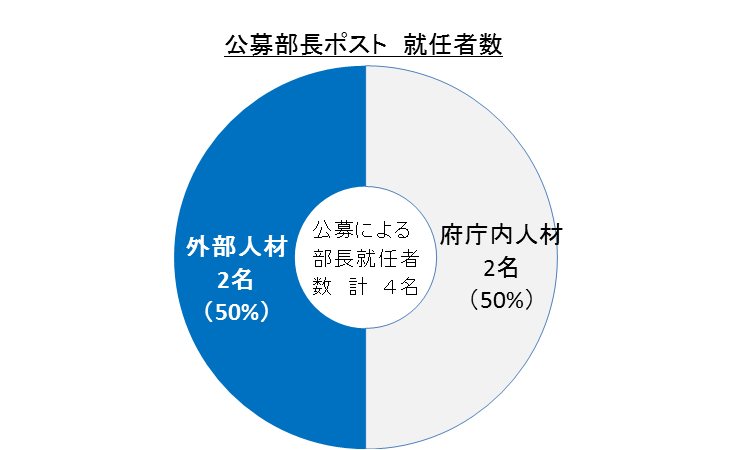 公募部長ポスト　就任者数
外部人材
2名
（50%）
公募による
部長就任者
数　計　４名
府庁内人材
2名
（50%）